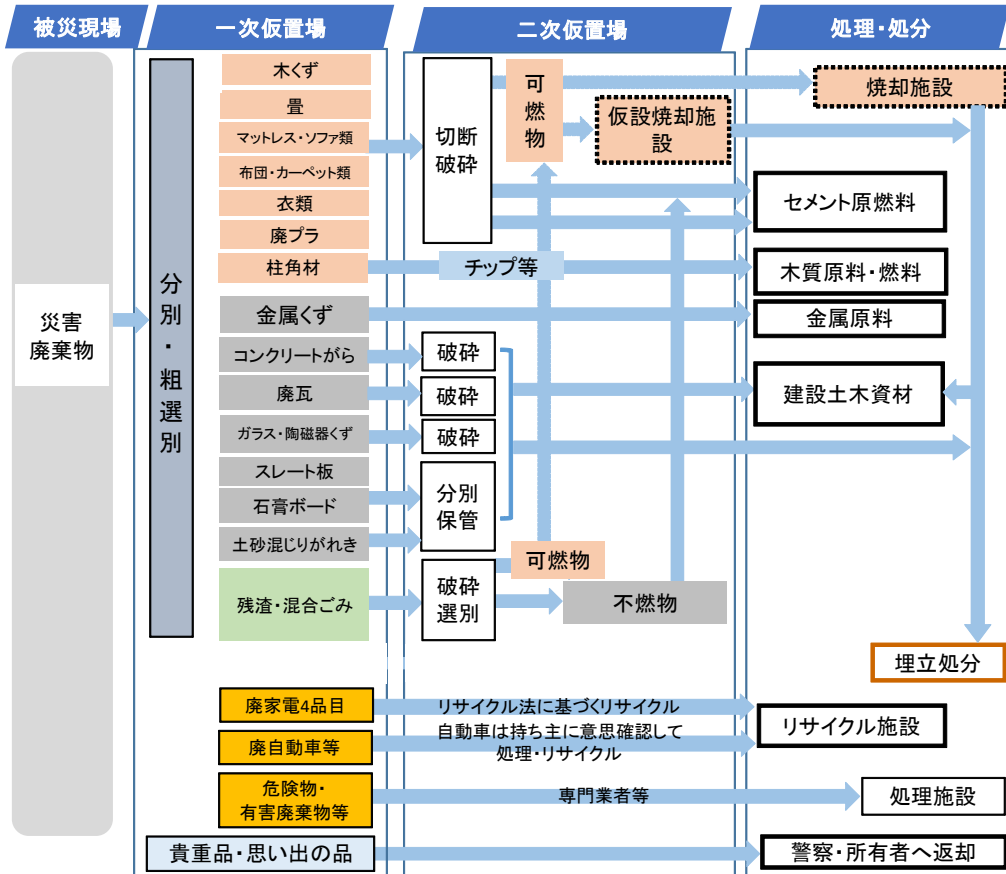 被災現場
一次仮置場
二次仮置場
処理・処分
災害
廃棄物
分別・粗選別
木くず
畳
マットレス・ソファ類
布団・カーペット類
衣類
廃プラ
柱角材
金属くず
コンクリートがら
廃瓦
ガラス・陶磁器くず
スレート板
石膏ボード
土砂混じりがれき
残渣・混合ごみ
廃家電4品目
廃自動車等
危険物・
有害廃棄物等
貴重品・思い出の品
切断
破砕
可燃物
仮設焼却施
設
チップ等
破砕
破砕
破砕
分別
保管
破砕
選別
可燃物
不燃物
リサイクル法に基づくリサイクル
自動車は持ち主に意思確認して
処理・リサイクル
専門業者等
焼却施設
セメント原燃料
木質原料・燃料
金属原料
建設土木資材
埋立処分
リサイクル施設
処理施設
警察・所有者へ返却